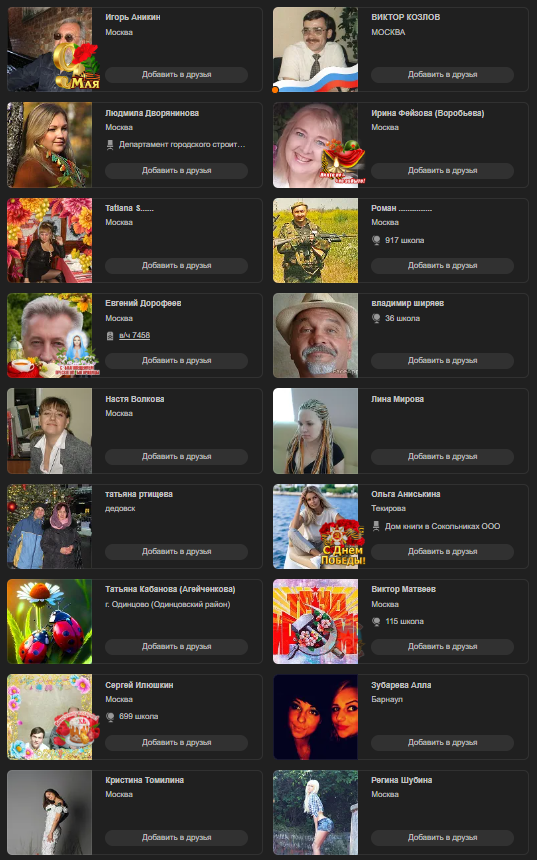 Игорь Аникин
Москва
Добавить в друзья
9 МАЯ
ВИКТОР КОЗЛОВ
МОСКВА
Добавить в друзья
Людмила Дворянинова
Москва
Департамент городского строит...
Добавить в друзья
Ирина Фейзова (Воробьева)
Москва
Добавить в друзья
Tatiana S......
Москва
Добавить в друзья
Роман ...............
Москва
917 школа
Добавить в друзья
Евгений Дорофеев
Москва
в/ч 7458
Добавить в друзья
владимир ширяев
36 школа
Добавить в друзья
Настя Волкова
Москва
Добавить в друзья
Лина Мирова
Добавить в друзья
татьяна ртищева
дедовск
Добавить в друзья
Ольга Аниськина
Текирова
Дом книги в Сокольниках ООО
Добавить в друзья
С Днем
ПОБЕДЫ!
Татьяна Кабанова (Агейченкова)
г. Одинцово (Одинцовский район)
Добавить в друзья
Виктор Матвеев
Москва
115 школа
Добавить в друзья
Сергей Илюшкин
Москва
699 школа
Добавить в друзья
Зубарева Алла
Барнаул
Добавить в друзья
Кристина Томилина
Москва
Добавить в друзья
Регина Шубина
Москва
Добавить в друзья